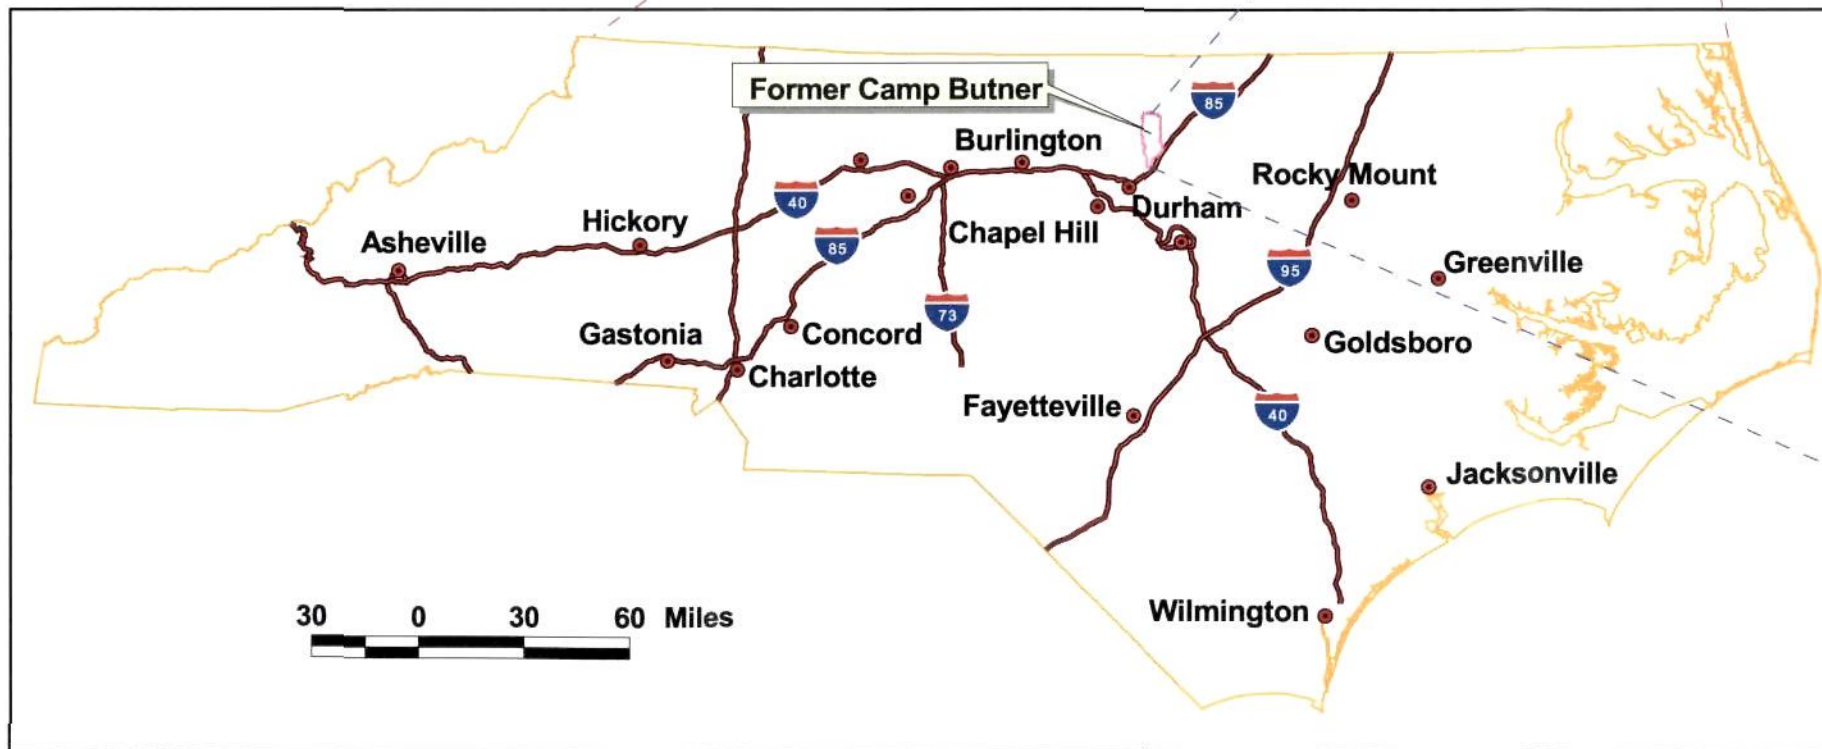 Former Camp Butner
85
Burlington
Rocky Mount
40
Hickory
Durham
Asheville
85
Chapel Hill
95
Greenville
73
Gastonia
Concord
Goldsboro
Charlotte
Fayetteville
40
Jacksonville
Wilmington
30 0 30 60 Miles